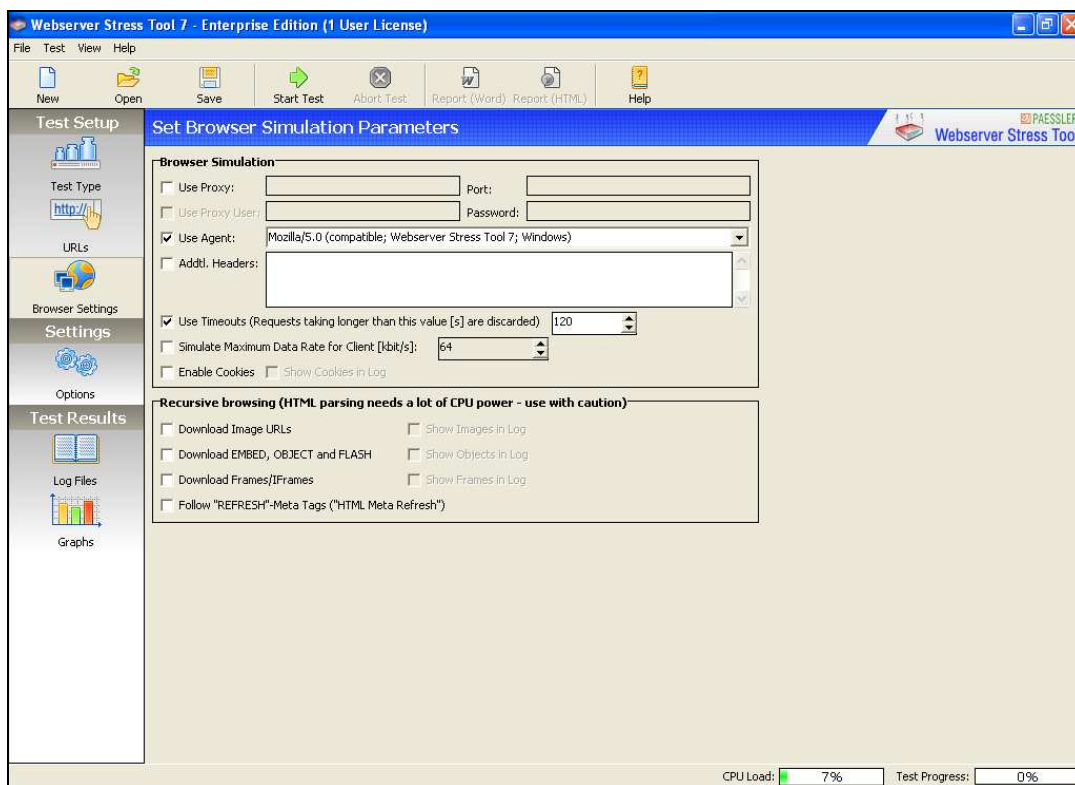 Webserver Stress Tool 7 - Enterprise Edition (1 User License)
File Test View Help
New Open Save Start Test Abort Test Report (Word) Report (HTML) Help
Test Setup
Test Type
http://
URLs
Browser Settings
Settings
Options
Test Results
Log Files
Graphs
Set Browser Simulation Parameters
PAESSLER
Webserver Stress Tool
Browser Simulation
Use Proxy: Port:
Use Proxy User: Password:
Use Agent: Mozilla/5.0 (compatible; Webserver Stress Tool 7; Windows)
Addtl. Headers:
Use Timeouts (Requests taking longer than this value [s] are discarded) 120
Simulate Maximum Data Rate for Client [kbit/s]: 64
Enable Cookies Show Cookies in Log
Recursive browsing (HTML parsing needs a lot of CPU power - use with caution)
Download Image URLs Show Images in Log
Download EMBED, OBJECT and FLASH Show Objects in Log
Download Frames/IFrames Show Frames in Log
Follow "REFRESH"-Meta Tags ("HTML Meta Refresh")
CPU Load: 7% Test Progress: 0%